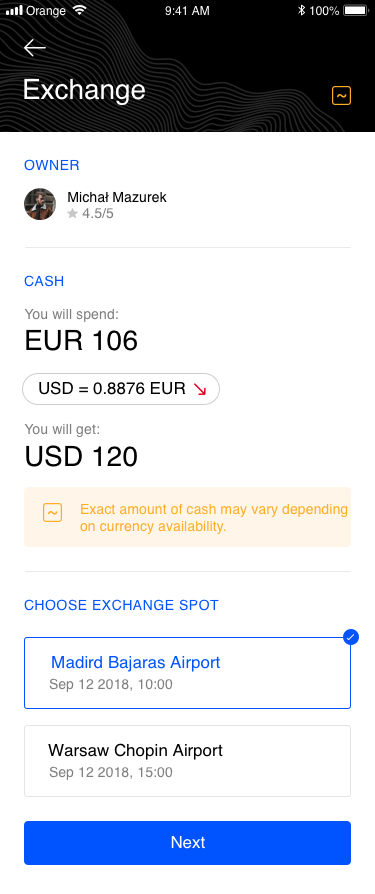 Orange 9:41 AM 100%
Exchange
OWNER
Michał Mazurek
4.5/5
CASH
You will spend:
EUR 106
USD = 0.8876 EUR
You will get:
USD 120
Exact amount of cash may vary depending
on currency availability.
CHOOSE EXCHANGE SPOT
Madird Bajaras Airport
Sep 12 2018, 10:00
Warsaw Chopin Airport
Sep 12 2018, 15:00
Next